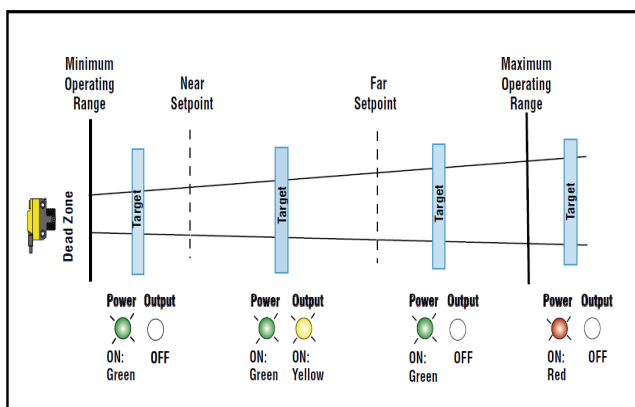 Minimum
Operating
Range
Near
Setpoint
Far
Setpoint
Maximum
Operating
Range
Dead Zone
Target
Target
Target
Target
Power Output
ON:
Green
OFF
Power Output
ON:
Green
ON:
Yellow
Power Output
ON:
Green
OFF
Power Output
ON:
Red
OFF